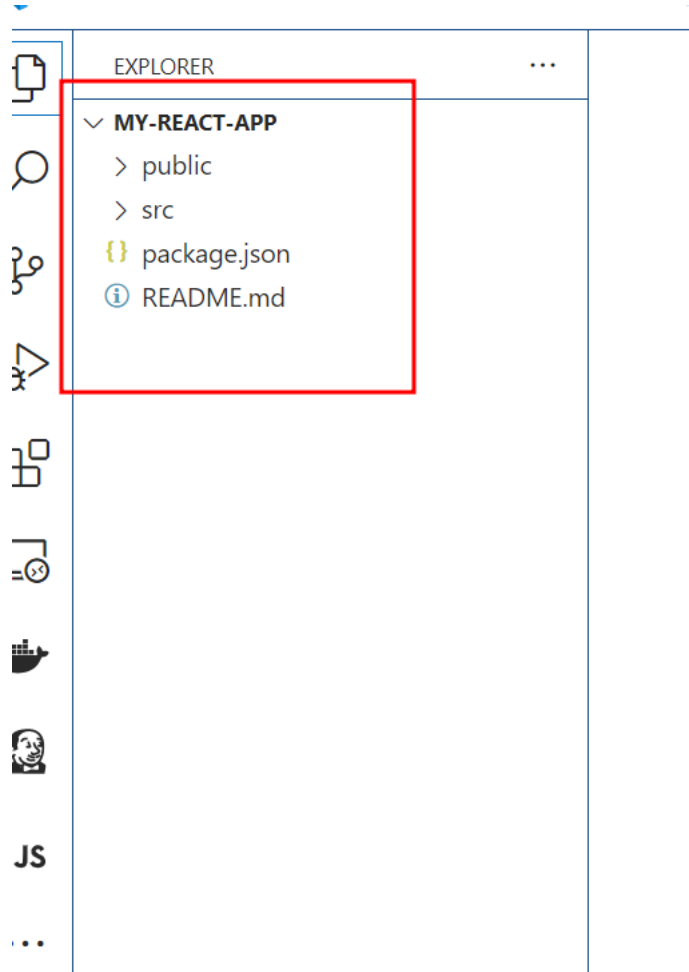 EXPLORER ...
MY-REACT-APP
public
src
{} package.json
README.md
JS